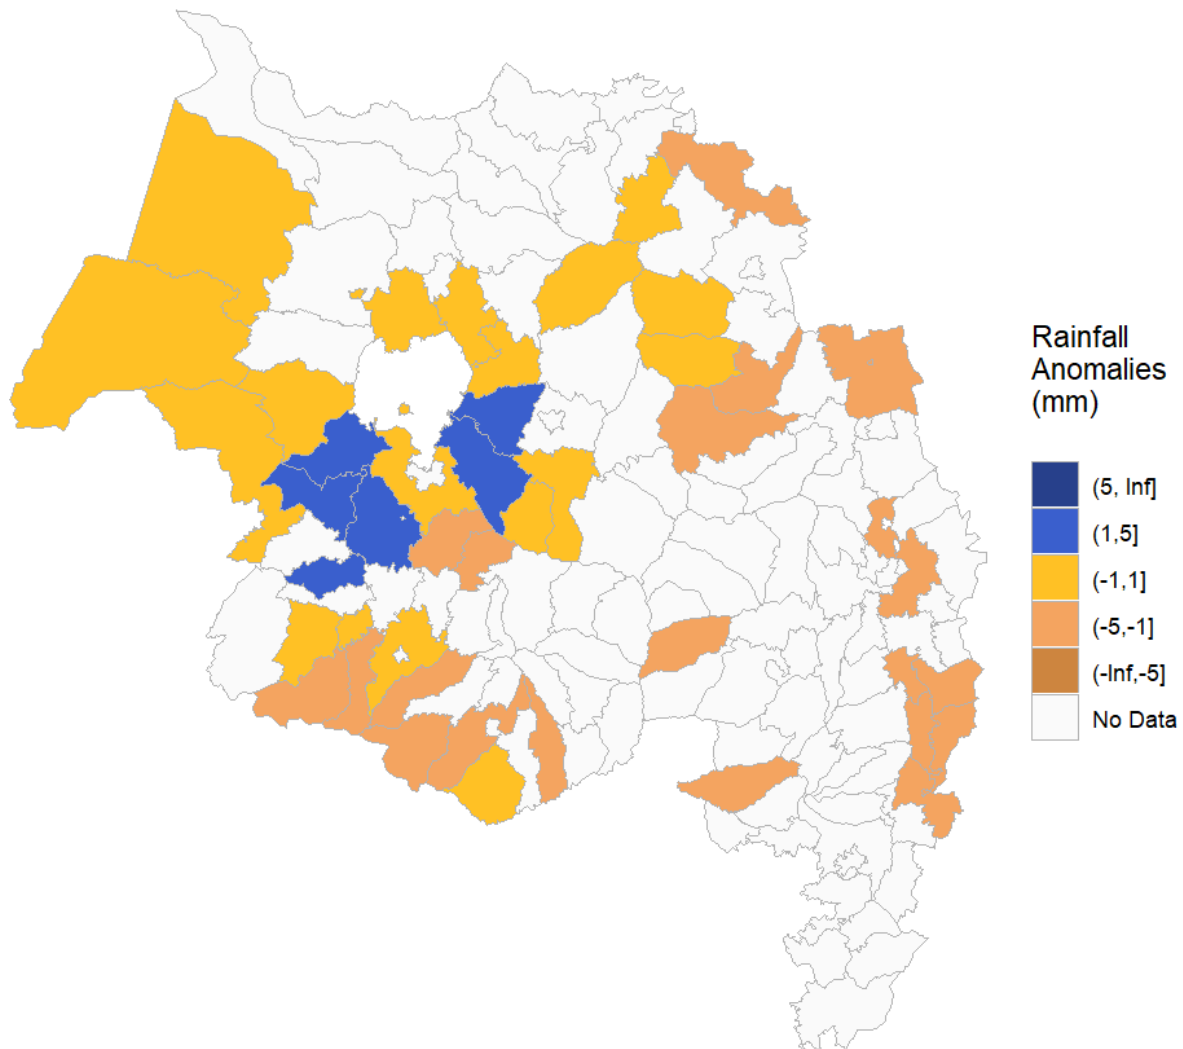 Rainfall
Anomalies
(mm)
(5, Inf]
(1,5]
(-1,1]
(-5,-1]
(-Inf,-5]
No Data